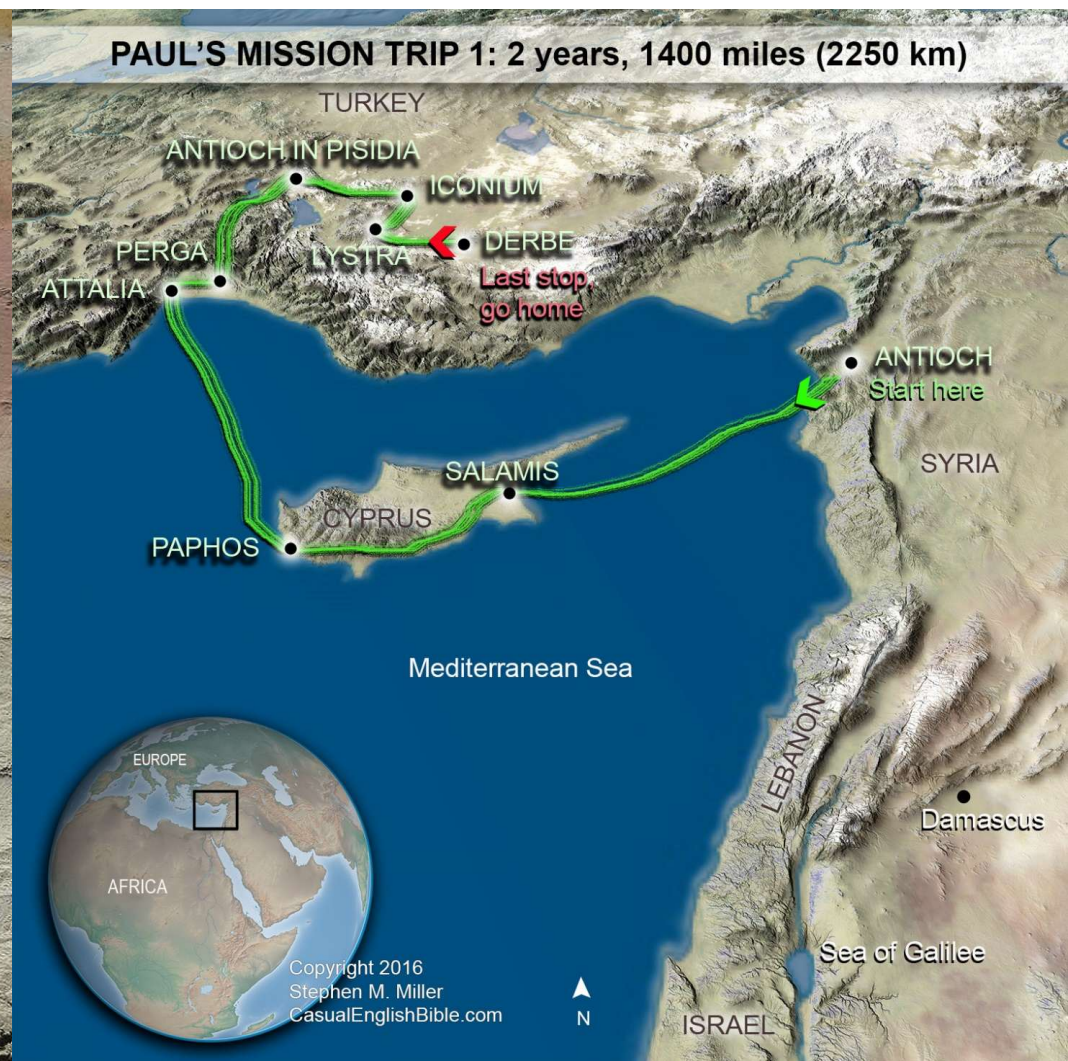 PAUL'S MISSION TRIP 1: 2 years, 1400 miles (2250 km)
TURKEY
ANTIOCH IN PISIDIA
ICONIUM
LYSTRA
DERBE
Last stop,
go home
PERGA
ATTALIA
ANTIOCH
Start here
SYRIA
SALAMIS
CYPRUS
PAPHOS
Mediterranean Sea
LEBANON
Damascus
EUROPE
AFRICA
Sea of Galilee
Copyright 2016
Stephen M. Miller
CasualEnglishBible.com
N
ISRAEL